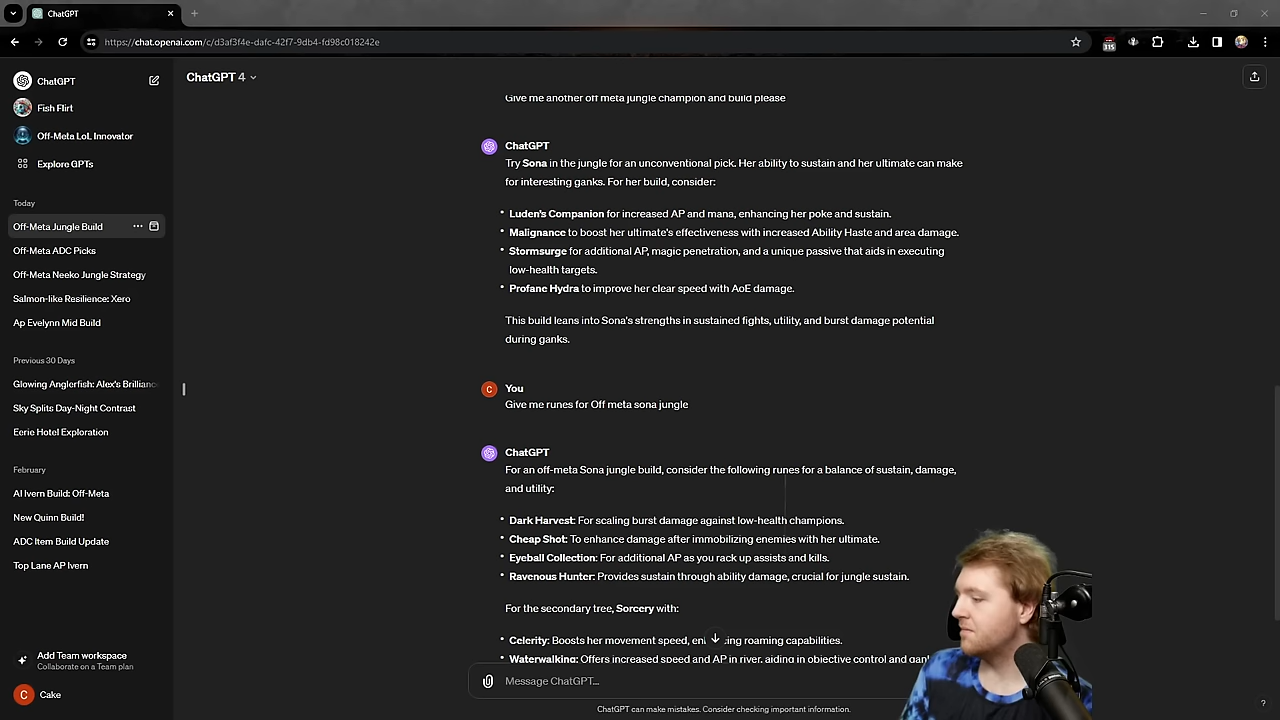 ChatGPT
https://chat.openai.com/c/d3af3f4e-dafc-42f7-9db4-fd98c018242e
315
ChatGPT
Fish Flirt
Off-Meta LoL Innovator
Explore GPTs
Today
Off-Meta Jungle Build
Off-Meta ADC Picks
Off-Meta Neeko Jungle Strategy
Salmon-like Resilience: Xero
Ap Evelynn Mid Build
Previous 30 Days
Glowing Anglerfish: Alex's Brillianc
Sky Splits Day-Night Contrast
Eerie Hotel Exploration
February
AI Ivern Build: Off-Meta
New Quinn Build!
ADC Item Build Update
Top Lane AP Ivern
Add Team workspace
Collaborate on a Team plan
C Cake
ChatGPT 4
Give me another off meta jungle champion and build please
ChatGPT
Try Sona in the jungle for an unconventional pick. Her ability to sustain and her ultimate can make
for interesting ganks. For her build, consider:
• Luden's Companion for increased AP and mana, enhancing her poke and sustain.
• Malignance to boost her ultimate's effectiveness with increased Ability Haste and area damage.
• Stormsurge for additional AP, magic penetration, and a unique passive that aids in executing
low-health targets.
• Profane Hydra to improve her clear speed with AoE damage.
This build leans into Sona's strengths in sustained fights, utility, and burst damage potential
during ganks.
C You
Give me runes for Off meta sona jungle
ChatGPT
For an off-meta Sona jungle build, consider the following runes for a balance of sustain, damage,
and utility:
• Dark Harvest: For scaling burst damage against low-health champions.
• Cheap Shot: To enhance damage after immobilizing enemies with her ultimate.
• Eyeball Collection: For additional AP as you rack up assists and kills.
• Ravenous Hunter: Provides sustain through ability damage, crucial for jungle sustain.
For the secondary tree, Sorcery with:
• Celerity: Boosts her movement speed, roaming capabilities.
• Waterwalking: Offers increased speed and AP in river, aiding in objective control and
Message ChatGPT...
ChatGPT can make mistakes. Consider checking important information.
?